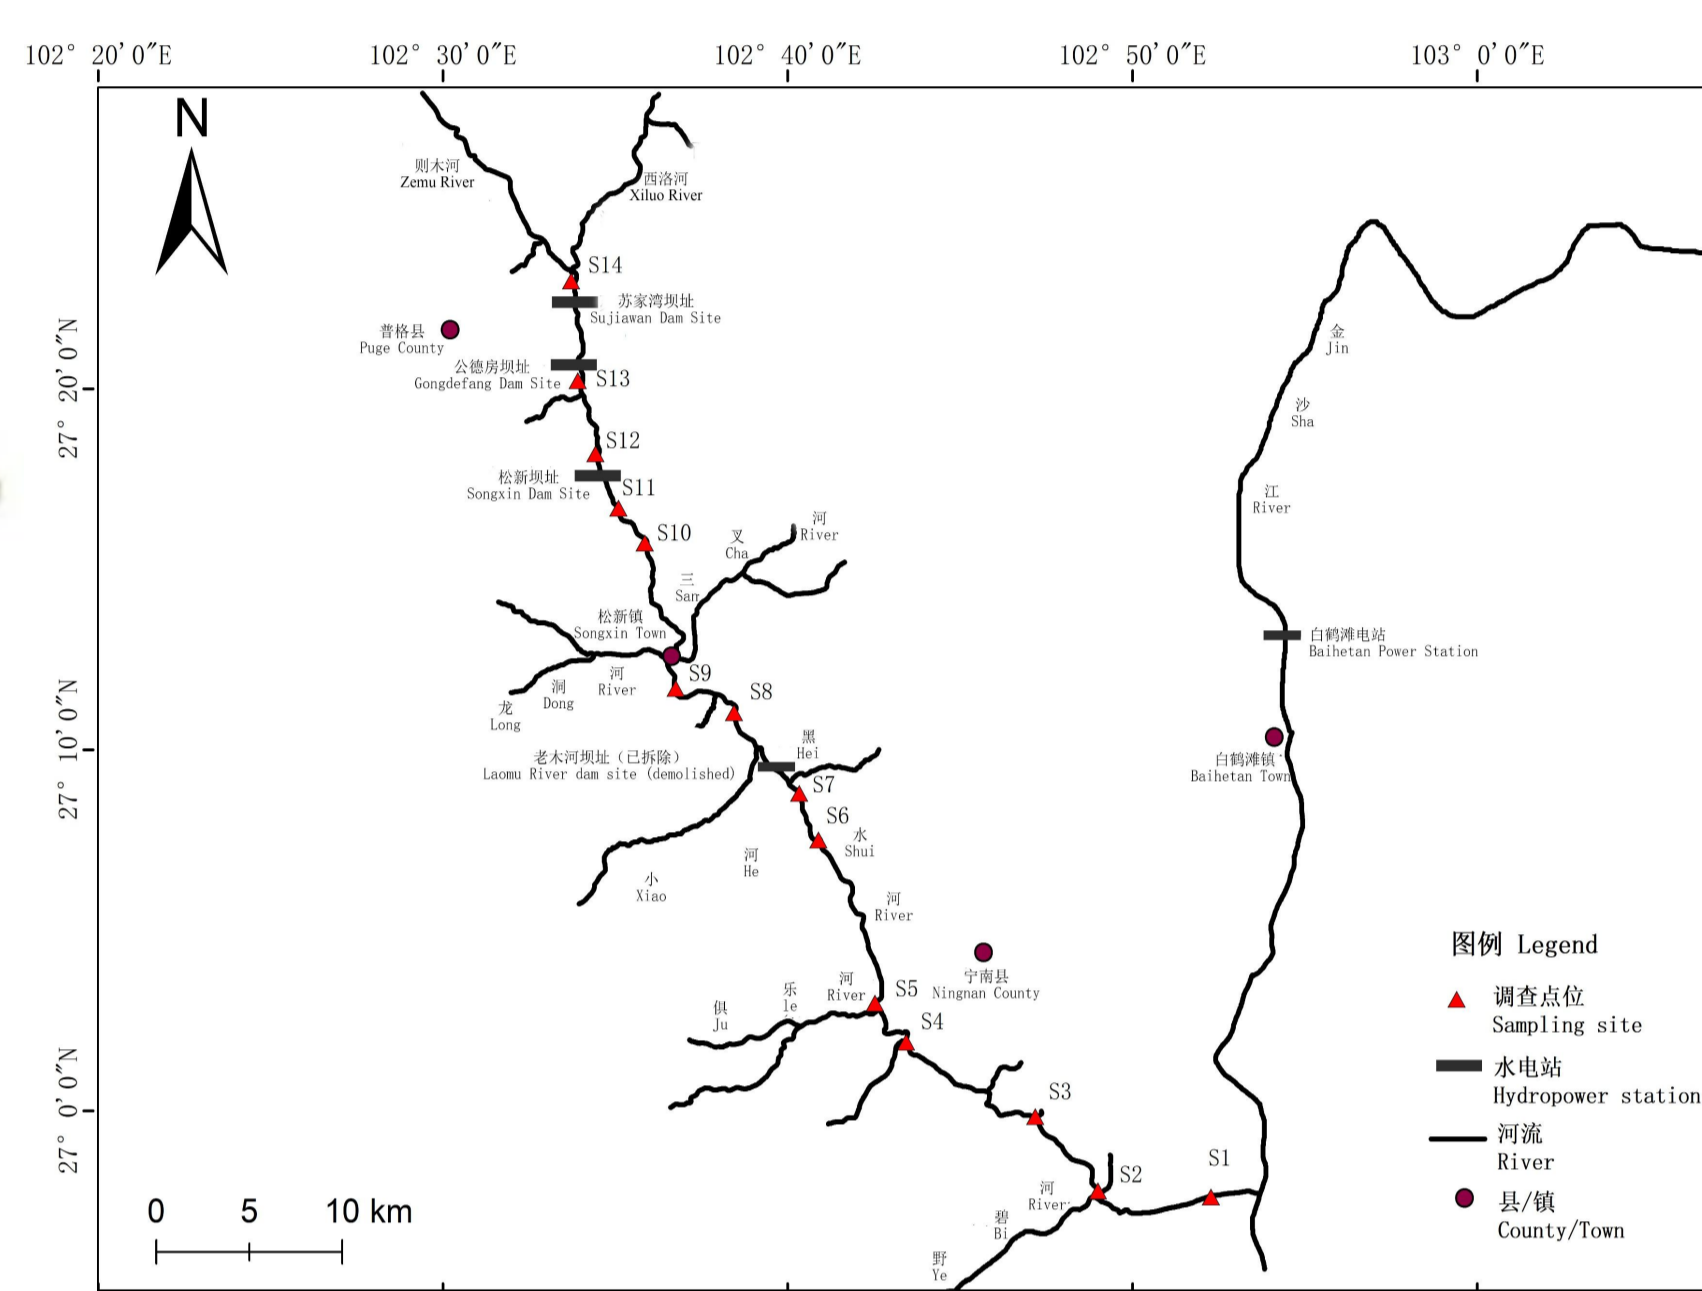 102° 20′ 0″E
102° 30′ 0″E
102° 40′ 0″E
102° 50′ 0″E
103° 0′ 0″E
N
则木河
Zemu River
西洛河
Xiluo River
S14
苏家湾坝址
Sujiawan Dam Site
普格县
Puge County
27° 20′ 0″N
公德房坝址
Gongdefang Dam Site
S13
S12
松新坝址
Songxin Dam Site
S11
S10
三
San
叉
Cha
河
River
松新镇
Songxin Town
S9
龙
Long
洞
Dong
河
River
S8
27° 10′ 0″N
老木河坝址（已拆除）
Laomu River dam site (demolished)
黑
Hei
S7
S6
水
Shui
河
He
小
Xiao
河
River
宁南县
Ningnan County
S5
俱
Ju
乐
le
河
River
S4
27° 0′ 0″N
S3
S2
S1
河
River
碧
Bi
野
Ye
金
Jin
沙
Sha
江
River
白鹤滩电站
Baihetan Power Station
白鹤滩镇
Baihetan Town
0 5 10 km
图例 Legend
调查点位
Sampling site
水电站
Hydropower station
河流
River
县/镇
County/Town